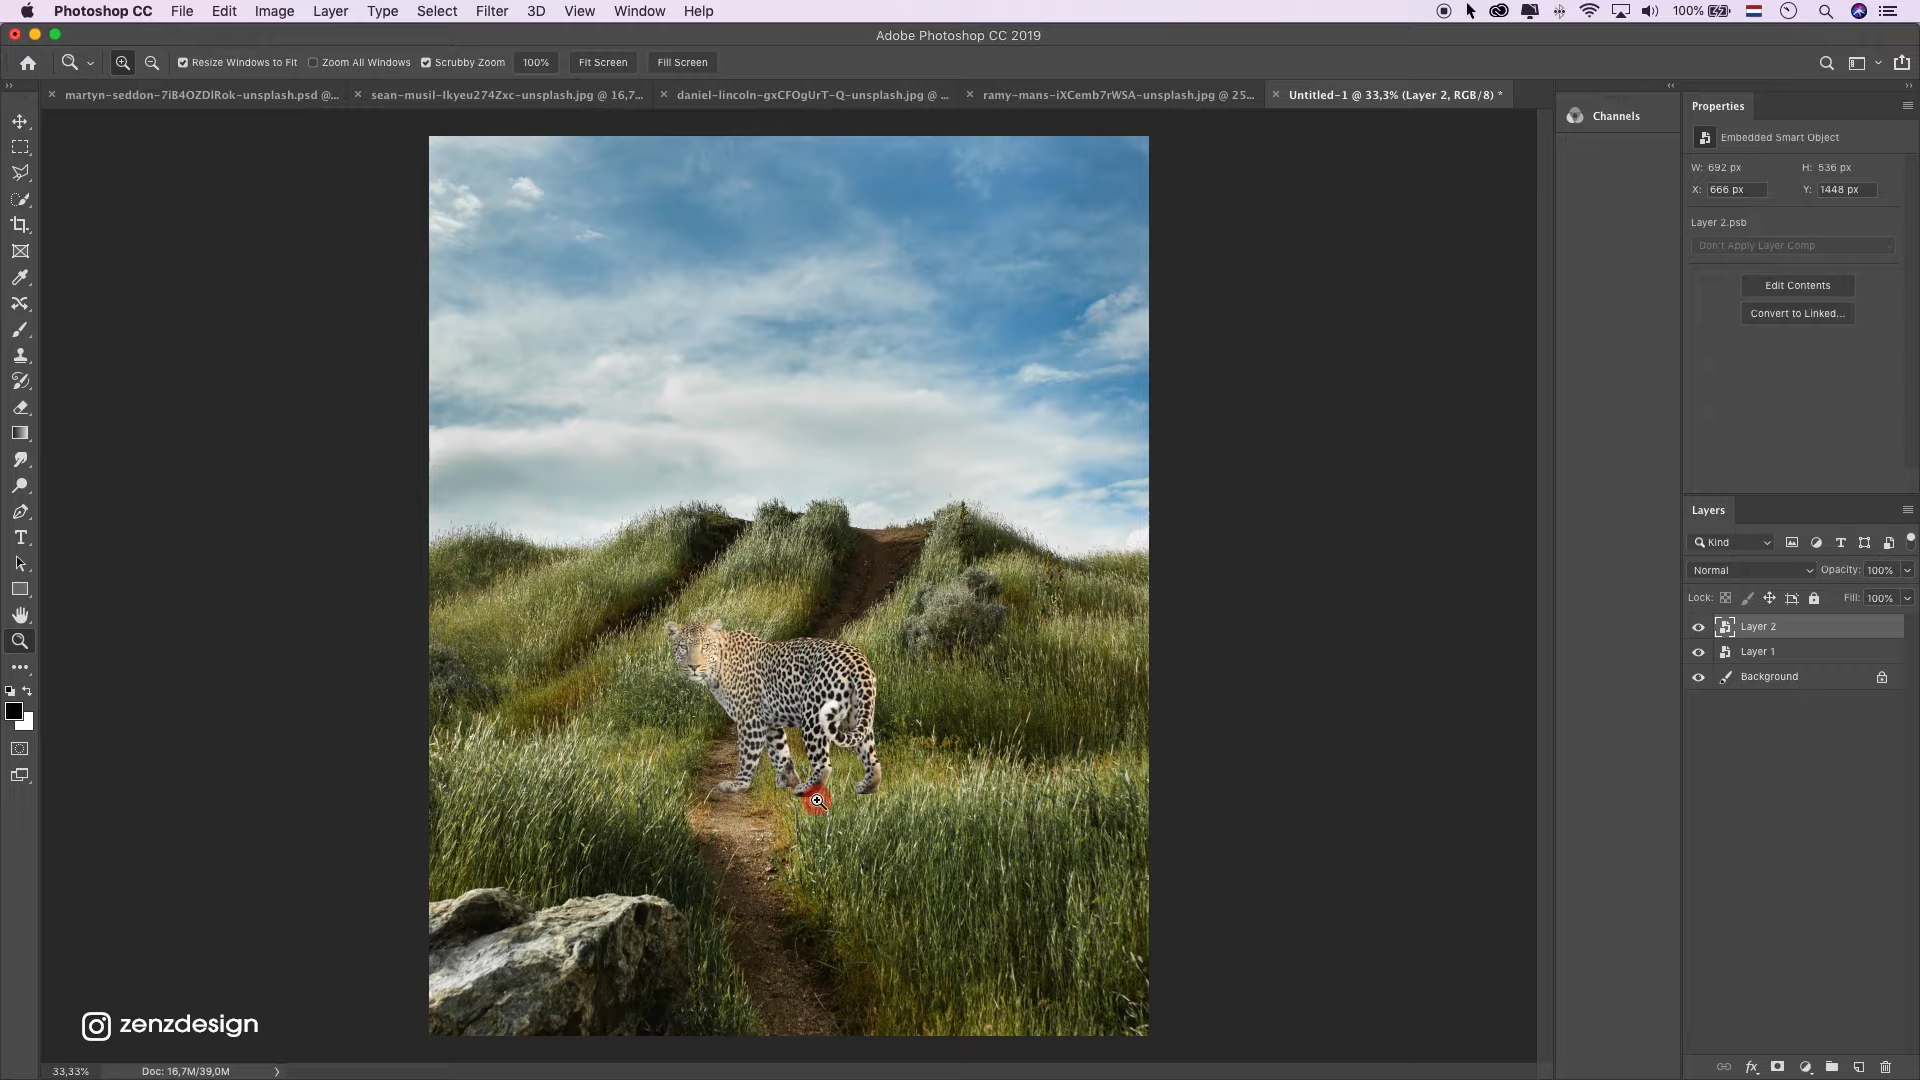 Photoshop CC File Edit Image Layer Type Select Filter 3D View Window Help 100%
Adobe Photoshop CC 2019
Resize Windows to Fit Zoom All Windows Scrubby Zoom 100% Fit Screen Fill Screen
martyn-seddon-7iB4OZDlRok-unsplash.psd @... sean-musil-Ikyeu274Zxc-unsplash.jpg @ 16,7... daniel-lincoln-gxCFOgUrT-Q-unsplash.jpg @ ... ramy-mans-iXCemb7rWSA-unsplash.jpg @ 25... Untitled-1 @ 33,3% (Layer 2, RGB/8) *
Channels
Properties
Embedded Smart Object
W: 692 px H: 536 px
X: 666 px Y: 1448 px
Layer 2.psb
Don't Apply Layer Comp
Edit Contents
Convert to Linked...
Layers
Kind
Normal Opacity: 100%
Lock: Fill: 100%
Layer 2
Layer 1
Background
zenzdesign
33,33% Doc: 16,7M/39,0M